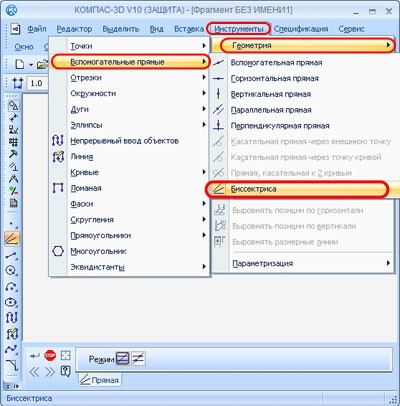 КОМПАС-3D V10 (ЗАЩИТА) - [Фрагмент БЕЗ ИМЕНИ1]
Файл Редактор Выделить Вид Вставка Инструменты Спецификация Сервис
Окно
1.0
Точки
Вспомогательные прямые
Отрезки
Окружности
Дуги
Эллипсы
Непрерывный ввод объектов
Линия
Кривые
Ломаная
Фаски
Скругления
Прямоугольники
Многоугольник
Эквидистанты
Геометрия
Вспомогательная прямая
Горизонтальная прямая
Вертикальная прямая
Параллельная прямая
Перпендикулярная прямая
Касательная прямая через внешнюю точку
Касательная прямая через точку кривой
Прямая, касательная к 2 кривым
Биссектриса
Выровнять позиции по горизонтали
Выровнять позиции по вертикали
Выровнять размерные линии
Параметризация
STOP
Режим
Прямая
Биссектриса